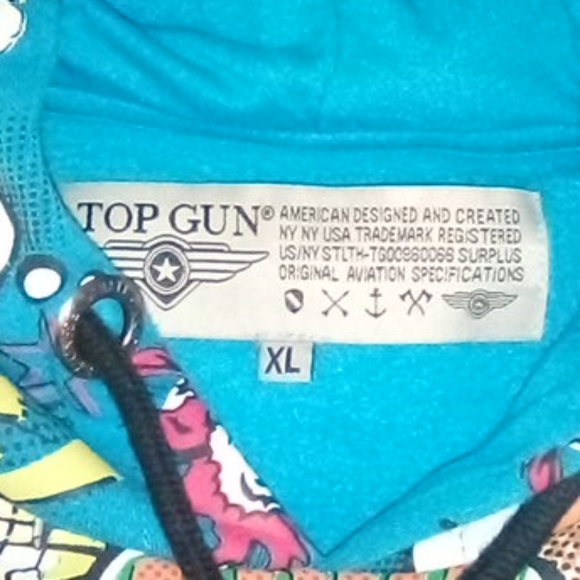 TOP GUN®
AMERICAN DESIGNED AND CREATED
NY NY USA TRADEMARK REGISTERED
US/NY STLTH-TG00860066 SURPLUS
ORIGINAL AVIATION SPECIFICATIONS
XL